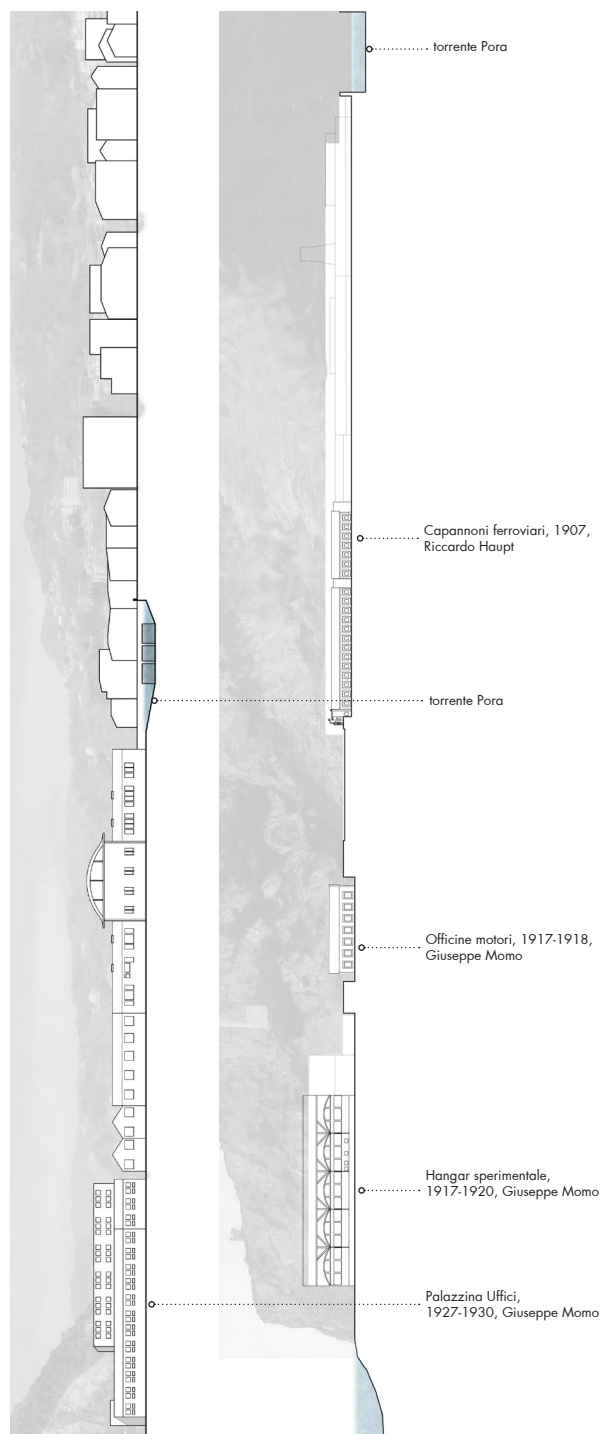 torrente Pora
Capannoni ferroviari, 1907,
Riccardo Haupt
torrente Pora
Officine motori, 1917-1918,
Giuseppe Momo
Hangar sperimentale,
1917-1920, Giuseppe Momo
Palazzina Uffici,
1927-1930, Giuseppe Momo